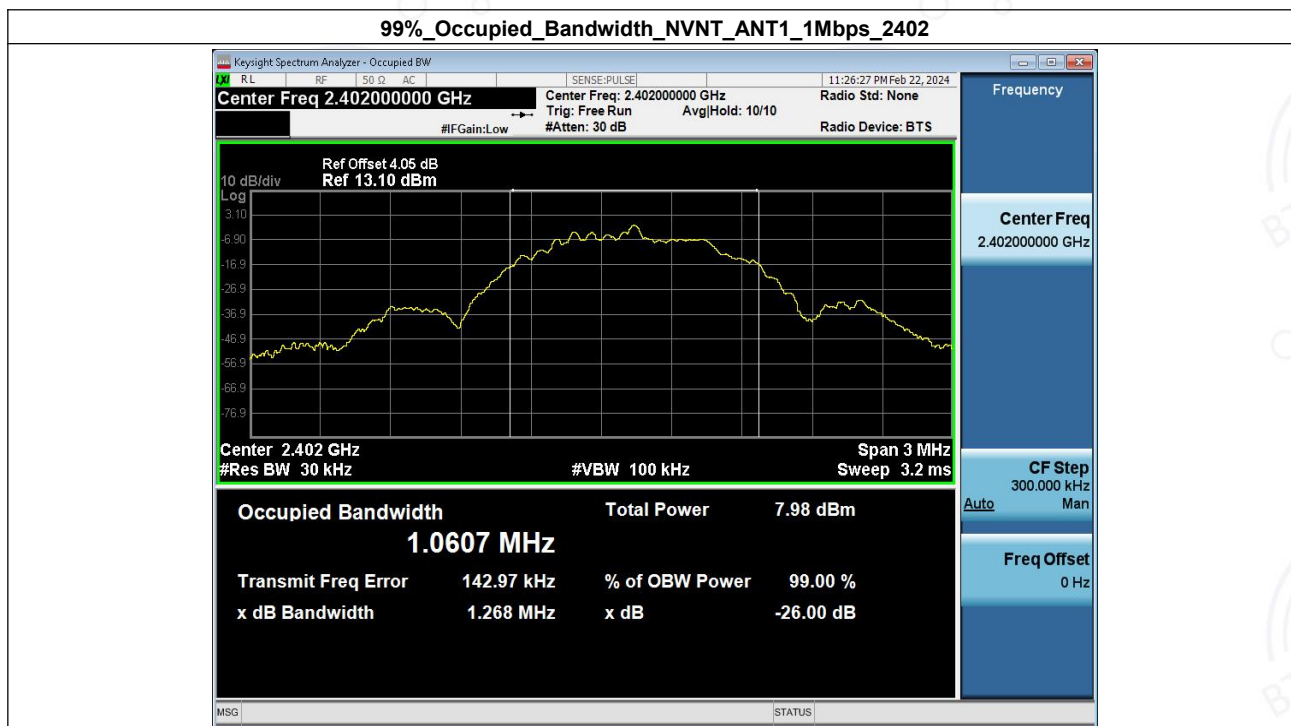 99%_Occupied_Bandwidth_NVNT_ANT1_1Mbps_2402
Keysight Spectrum Analyzer - Occupied BW
LXI RL RF 50 Ω AC SENSE:PULSE 11:26:27 PM Feb 22, 2024
Center Freq 2.402000000 GHz Center Freq: 2.402000000 GHz Radio Std: None
Trig: Free Run Avg|Hold: 10/10
#IFGain:Low #Atten: 30 dB Radio Device: BTS
Ref Offset 4.05 dB
10 dB/div Ref 13.10 dBm
Log
3.10
-6.90
-16.9
-26.9
-36.9
-46.9
-56.9
-66.9
-76.9
Center 2.402 GHz Span 3 MHz
#Res BW 30 kHz #VBW 100 kHz Sweep 3.2 ms
Occupied Bandwidth Total Power 7.98 dBm
1.0607 MHz
Transmit Freq Error 142.97 kHz % of OBW Power 99.00 %
x dB Bandwidth 1.268 MHz x dB -26.00 dB
MSG STATUS
Frequency
Center Freq
2.402000000 GHz
CF Step
300.000 kHz
Auto Man
Freq Offset
0 Hz